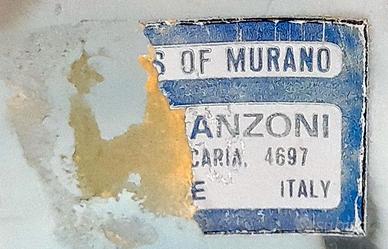 S OF MURANO
ANZONI
CARIA, 4697
E ITALY